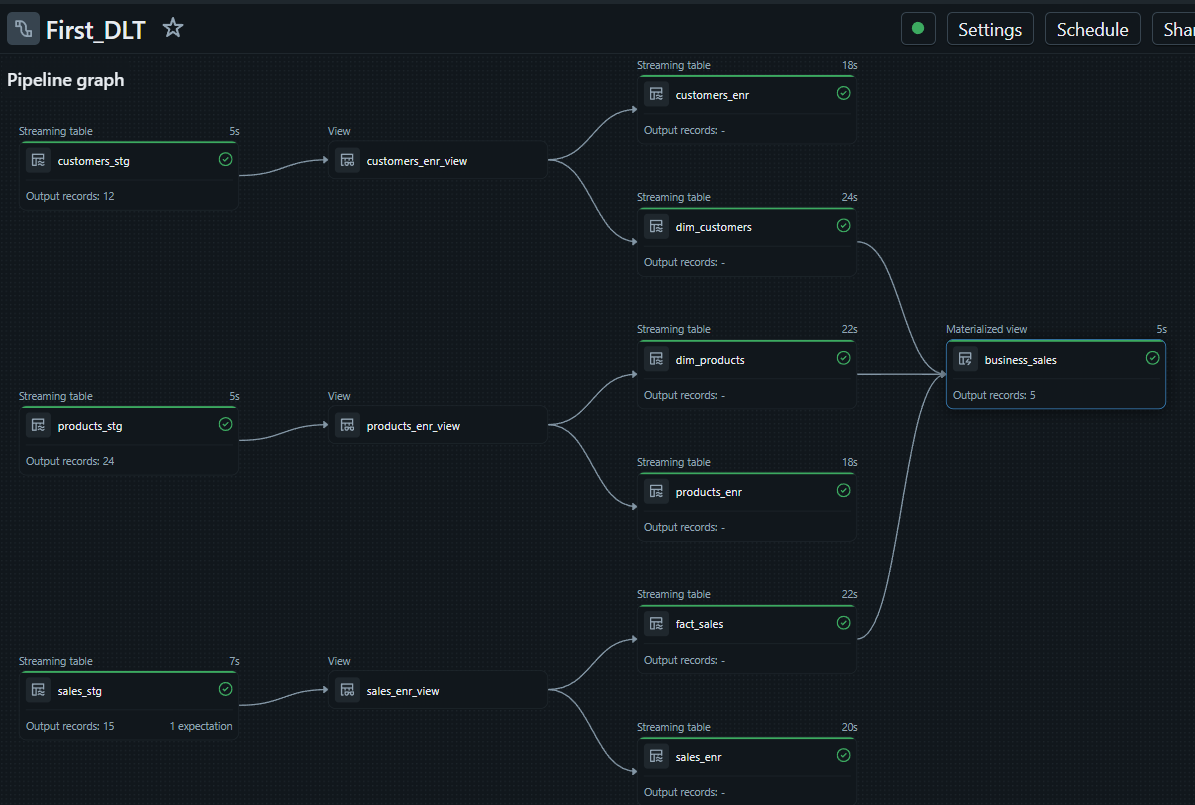 First_DLT
Settings
Schedule
Shar
Pipeline graph
Streaming table 5s
customers_stg
Output records: 12
View
customers_enr_view
Streaming table 18s
customers_enr
Output records: -
Streaming table 24s
dim_customers
Output records: -
Streaming table 5s
products_stg
Output records: 24
View
products_enr_view
Streaming table 22s
dim_products
Output records: -
Streaming table 18s
products_enr
Output records: -
Materialized view 5s
business_sales
Output records: 5
Streaming table 7s
sales_stg
Output records: 15 1 expectation
View
sales_enr_view
Streaming table 22s
fact_sales
Output records: -
Streaming table 20s
sales_enr
Output records: -